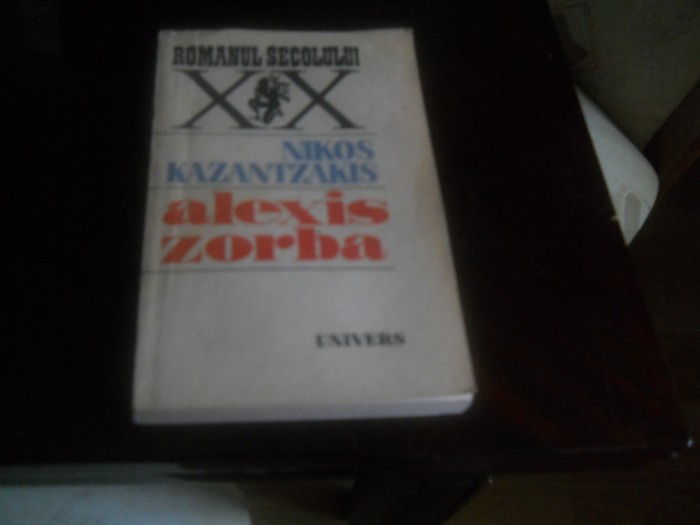 ROMANUL SECOLULUI
XX
NIKOS
KAZANTZAKIS
alexis
zorba
UNIVERS